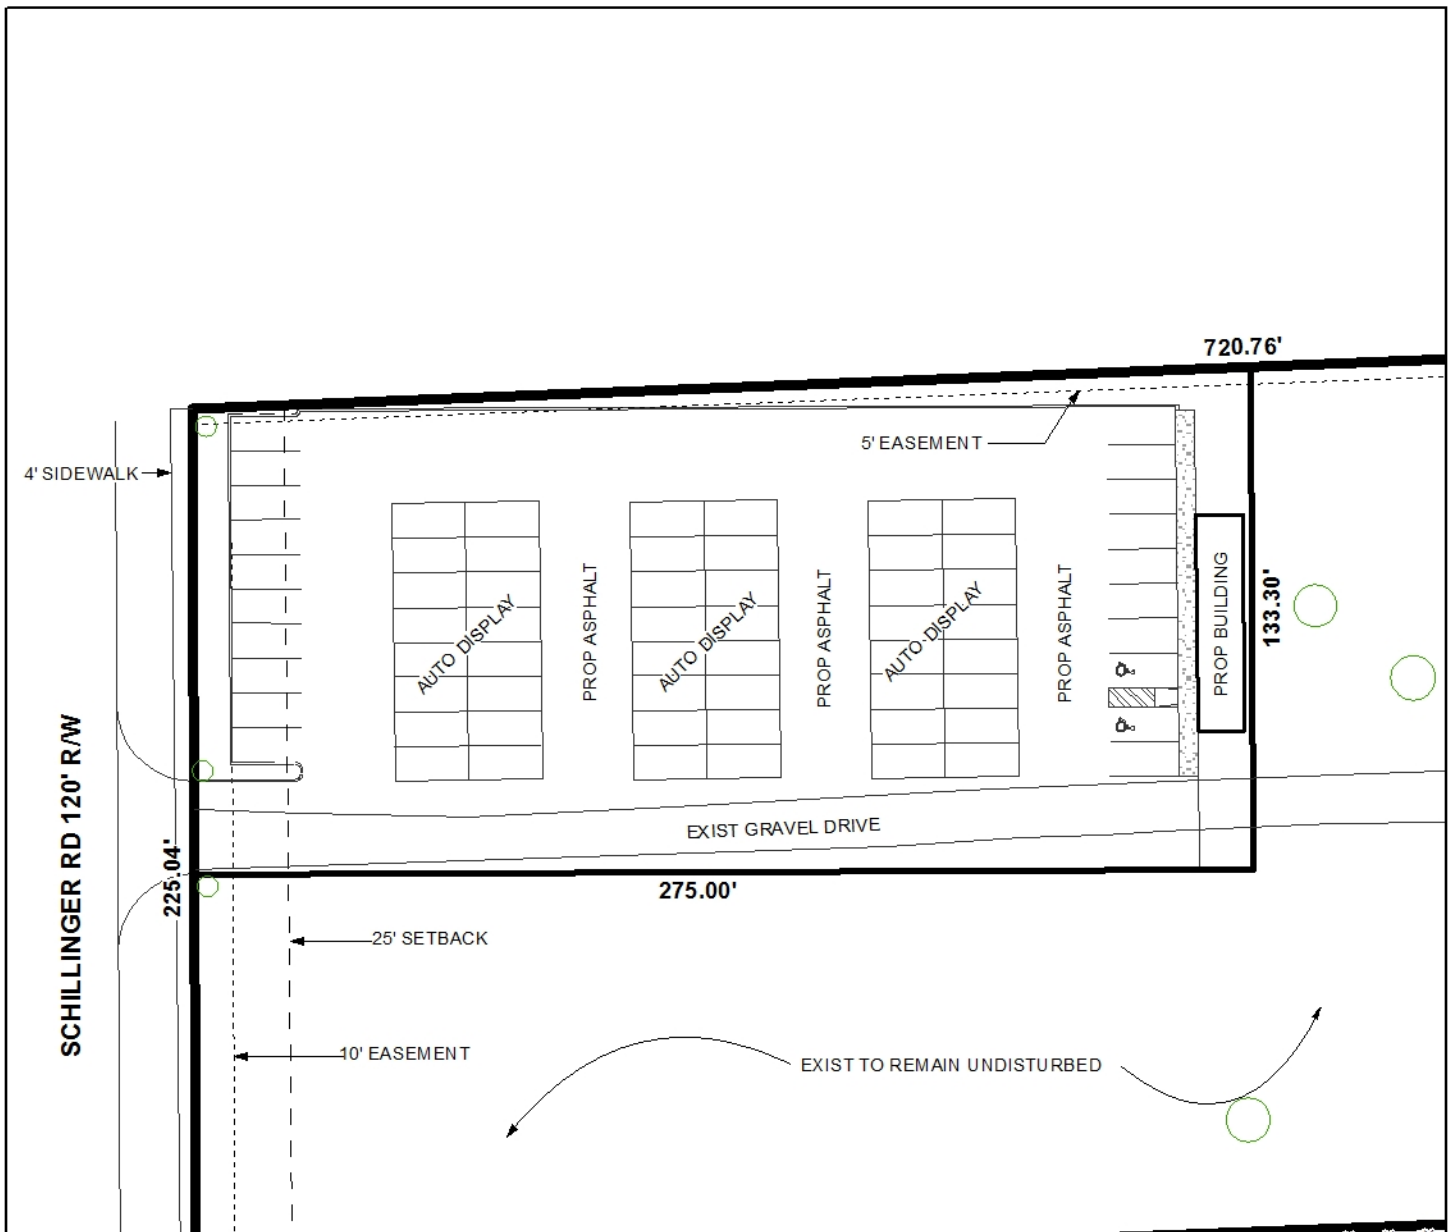 720.76'
5' EASEMENT
4' SIDEWALK
AUTO DISPLAY
PROP ASPHALT
AUTO DISPLAY
PROP ASPHALT
AUTO DISPLAY
PROP ASPHALT
PROP BUILDING
133.30'
SCHILLINGER RD 120' R/W
225.04'
EXIST GRAVEL DRIVE
275.00'
25' SETBACK
10' EASEMENT
EXIST TO REMAIN UNDISTURBED